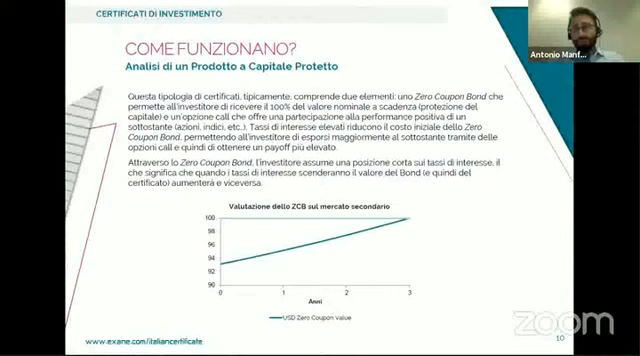 CERTIFICATI DI INVESTIMENTO
COME FUNZIONANO?
Analisi di un Prodotto a Capitale Protetto
Questa tipologia di certificati, tipicamente, comprende due elementi: uno Zero Coupon Bond che
permette all'investitore di ricevere il 100% del valore nominale a scadenza (protezione del
capitale) e un'opzione call che offre una partecipazione alla performance positiva di un
sottostante (azioni, indici, etc..). Tassi di interesse elevati riducono il costo iniziale dello Zero
Coupon Bond, permettendo all'investitore di esporsi maggiormente al sottostante tramite delle
opzioni call e quindi di ottenere un payoff più elevato.
Attraverso lo Zero Coupon Bond, l'investitore assume una posizione corta sui tassi di interesse, il
che significa che quando i tassi di interesse scenderanno il valore del Bond (e quindi del
certificato) aumenterà e viceversa.
Valutazione dello ZCB sul mercato secondario
100
98
96
94
92
90
0 1 2 3
Anni
USD Zero Coupon Value
www.exane.com/italiancertificate
10
zoom
Antonio Manf...